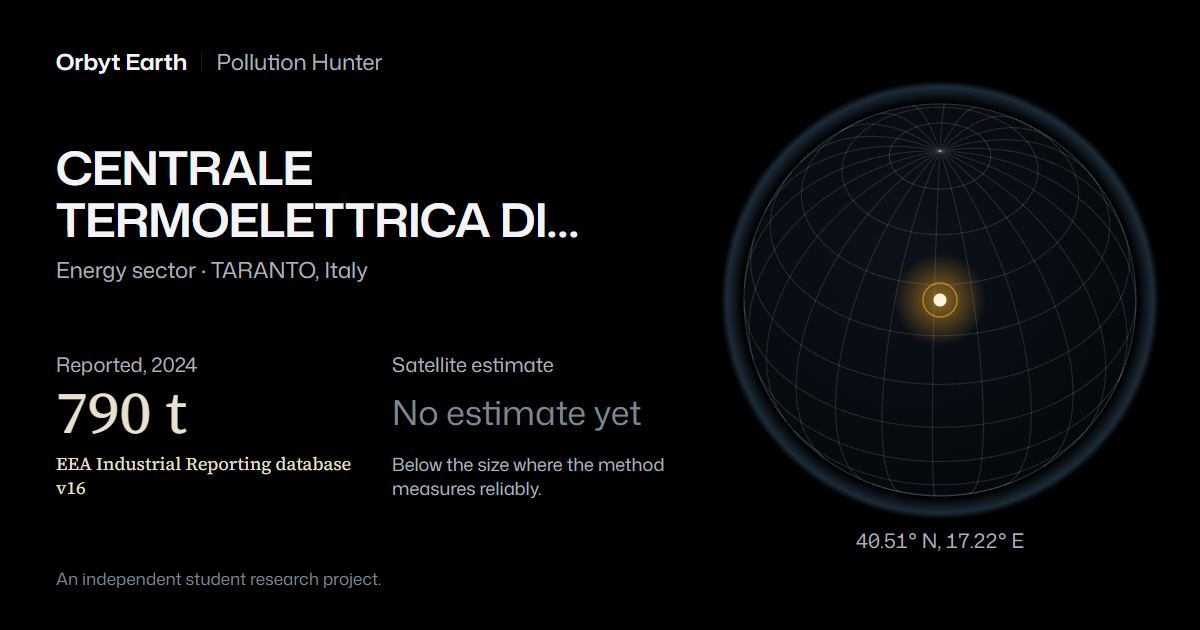 Orbyt Earth | Pollution Hunter
CENTRALE
TERMOELETTRICA DI...
Energy sector · TARANTO, Italy
Reported, 2024
790 t
EEA Industrial Reporting database
v16
Satellite estimate
No estimate yet
Below the size where the method
measures reliably.
40.51° N, 17.22° E
An independent student research project.